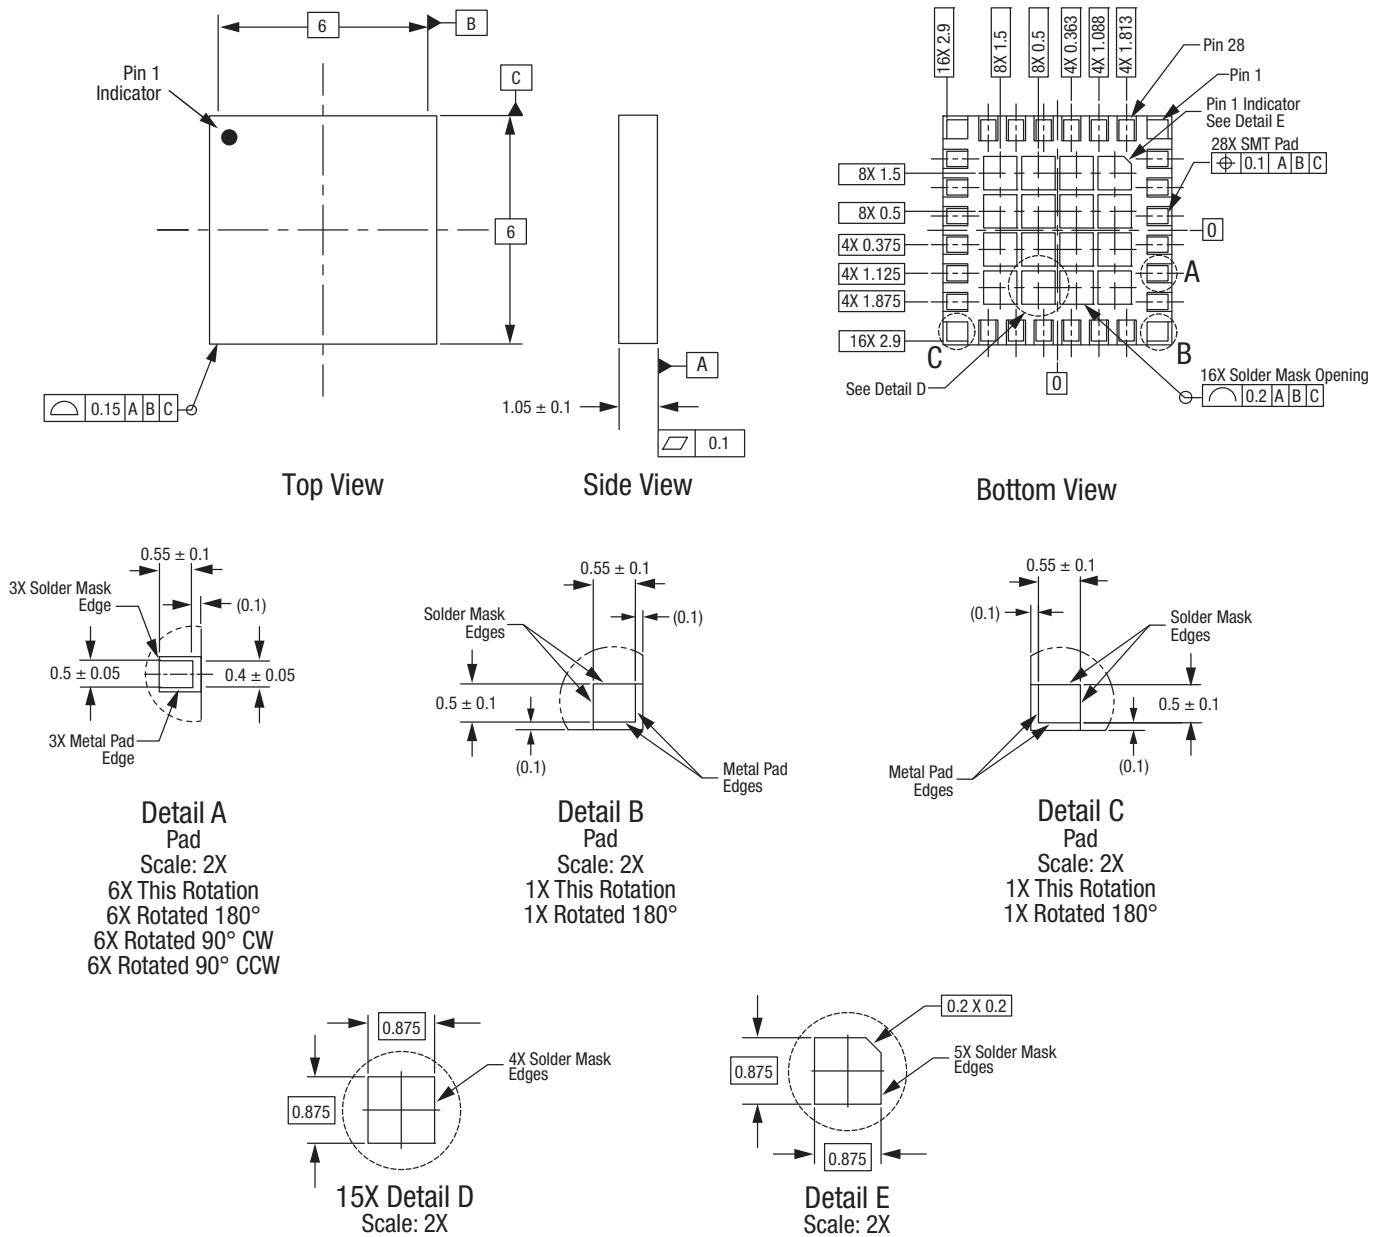 6
B
C
Pin 1
Indicator
6
0.15 A B C
Top View
A
1.05 ± 0.1
0.1
Side View
16X 2.9
8X 1.5
8X 0.5
4X 0.363
4X 1.088
4X 1.813
Pin 28
Pin 1
Pin 1 Indicator
See Detail E
28X SMT Pad
0.1 A B C
8X 1.5
8X 0.5
4X 0.375
4X 1.125
4X 1.875
16X 2.9
0
A
B
C
See Detail D
0
16X Solder Mask Opening
0.2 A B C
Bottom View
0.55 ± 0.1
3X Solder Mask
Edge
(0.1)
0.5 ± 0.05
0.4 ± 0.05
3X Metal Pad
Edge
Detail A
Pad
Scale: 2X
6X This Rotation
6X Rotated 180°
6X Rotated 90° CW
6X Rotated 90° CCW
0.55 ± 0.1
Solder Mask
Edges
(0.1)
0.5 ± 0.1
(0.1)
Metal Pad
Edges
Detail B
Pad
Scale: 2X
1X This Rotation
1X Rotated 180°
0.55 ± 0.1
(0.1)
Solder Mask
Edges
0.5 ± 0.1
(0.1)
Metal Pad
Edges
Detail C
Pad
Scale: 2X
1X This Rotation
1X Rotated 180°
0.875
4X Solder Mask
Edges
0.875
15X Detail D
Scale: 2X
0.2 X 0.2
5X Solder Mask
Edges
0.875
0.875
Detail E
Scale: 2X